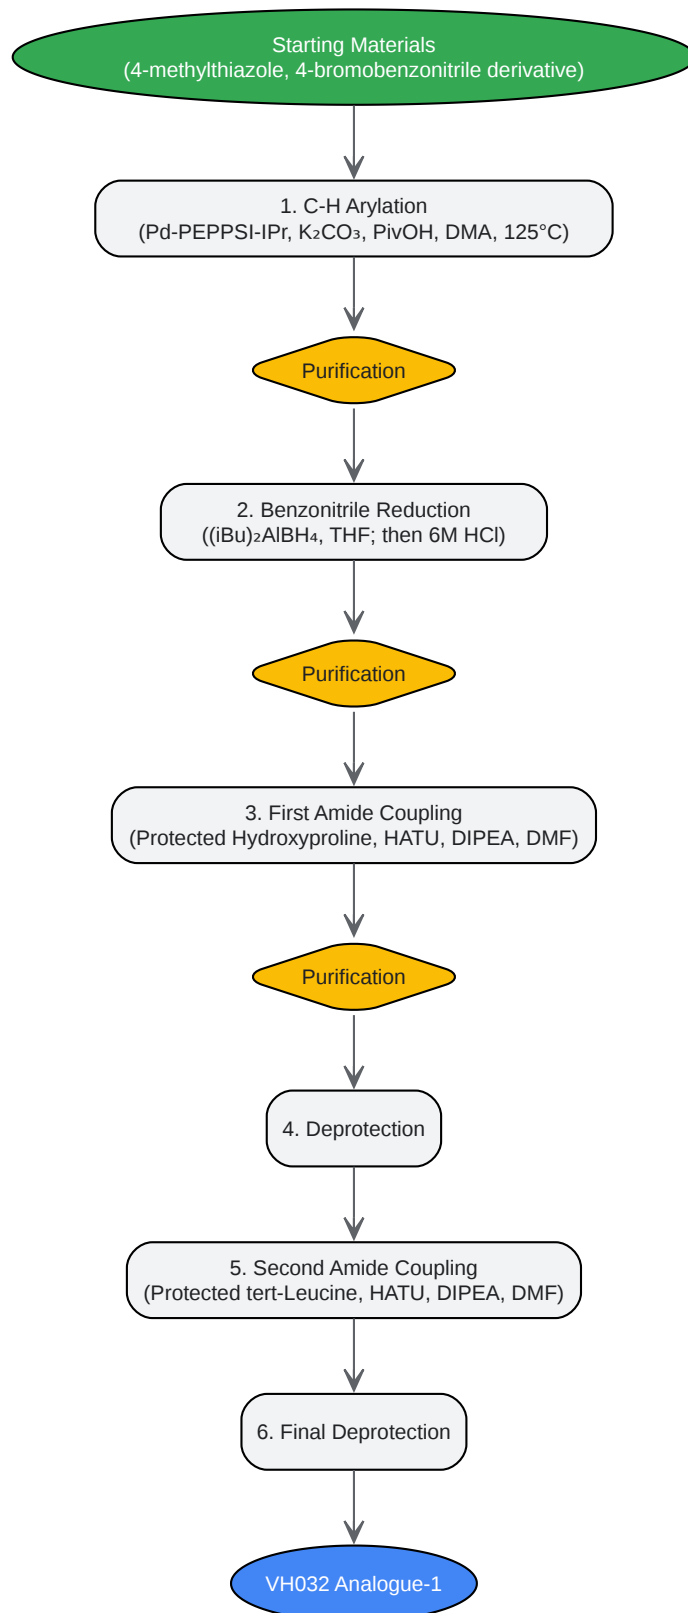 Starting Materials
(4-methylthiazole, 4-bromobenzonitrile derivative)
1. C-H Arylation
(Pd-PEPPSI-IPr, K₂CO₃, PivOH, DMA, 125°C)
Purification
2. Benzonitrile Reduction
((iBu)₂AlBH₄, THF; then 6M HCl)
Purification
3. First Amide Coupling
(Protected Hydroxyproline, HATU, DIPEA, DMF)
Purification
4. Deprotection
5. Second Amide Coupling
(Protected tert-Leucine, HATU, DIPEA, DMF)
6. Final Deprotection
VH032 Analogue-1